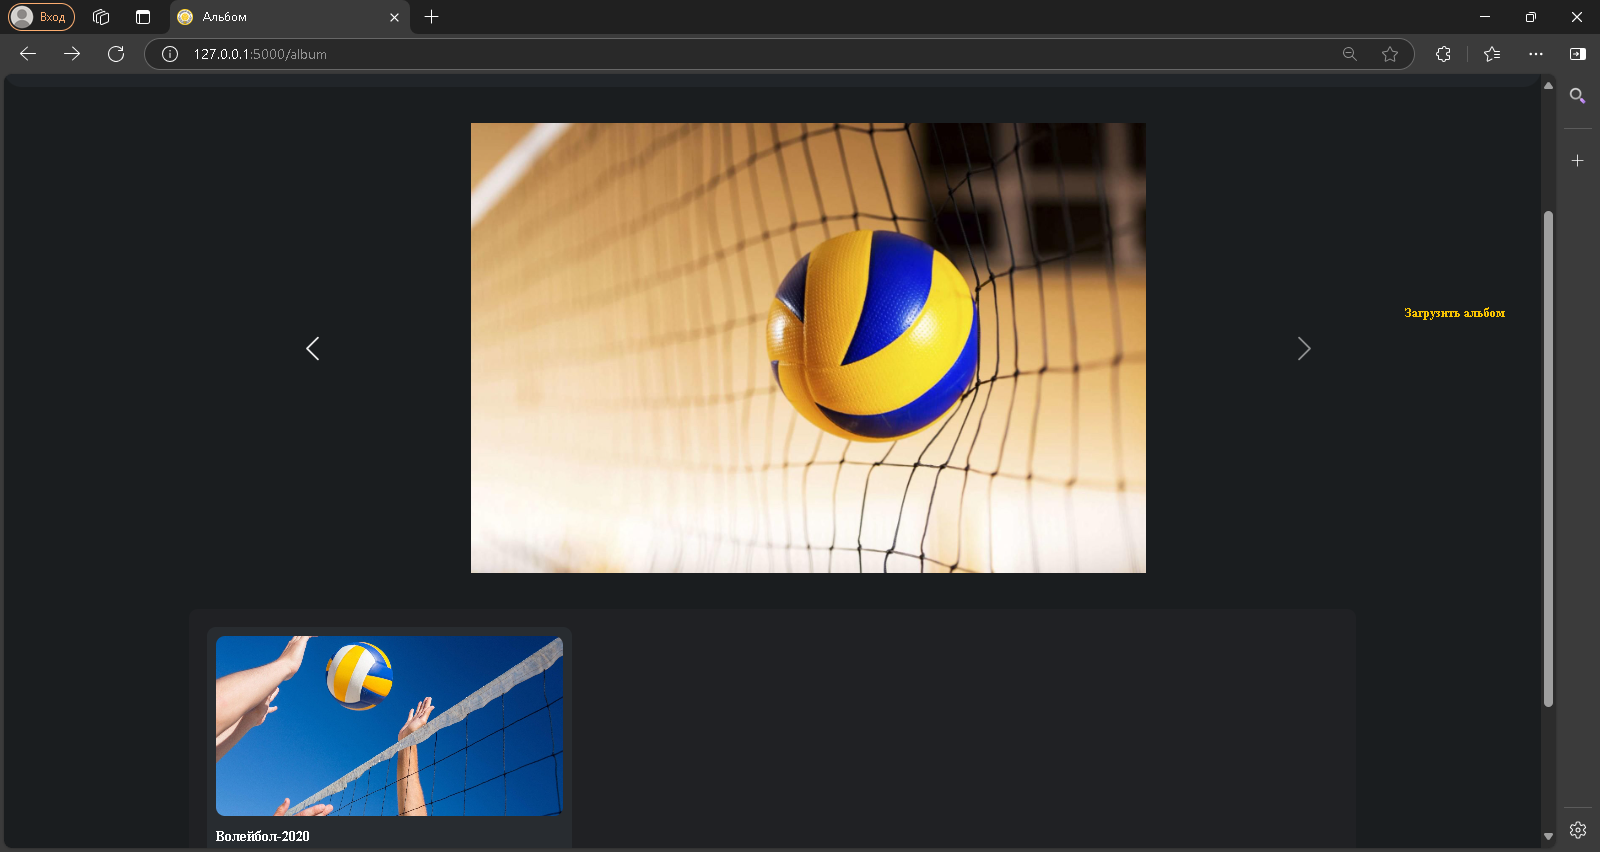 Вход
Альбом
127.0.0.1:5000/album
Загрузить альбом
Волейбол-2020